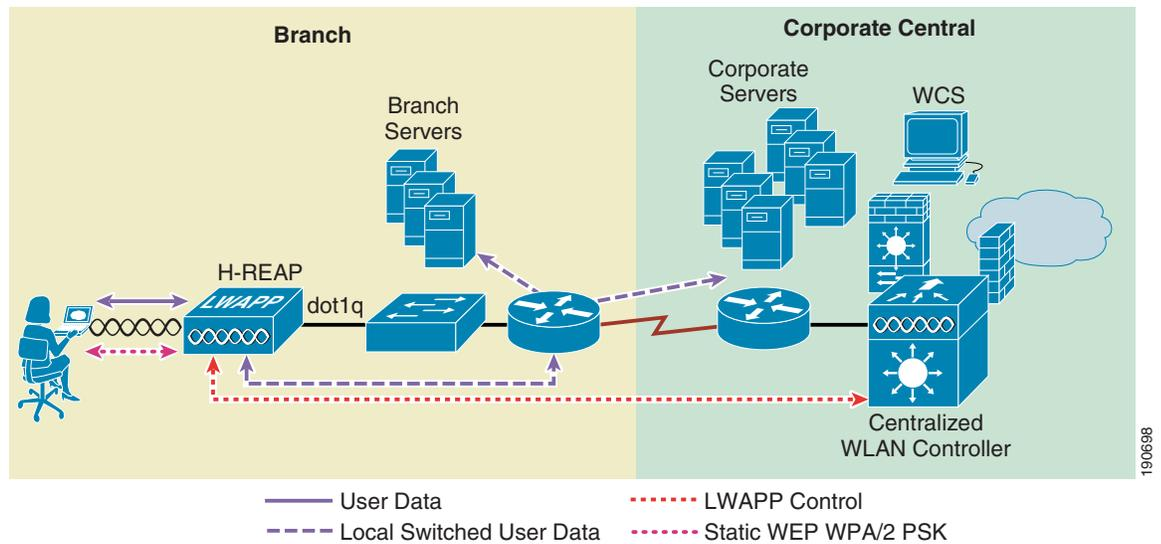 Branch
Corporate Central
Corporate
Servers
WCS
Branch
Servers
H-REAP
LWAPP
dot1q
Centralized
WLAN Controller
190698
User Data
LWAPP Control
Local Switched User Data
Static WEP WPA/2 PSK